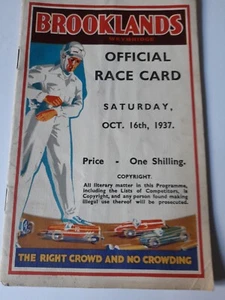 BROOKLANDS
OFFICIAL
RACE CARD
SATURDAY,
OCT. 16th, 1937.
Price - One Shilling.
COPYRIGHT.
All literary matter in this Programme,
including the Lists of Competitors, is
Copyright, and any person found making
illegal use thereof will be prosecuted.
THE RIGHT CROWD AND NO CROWDING